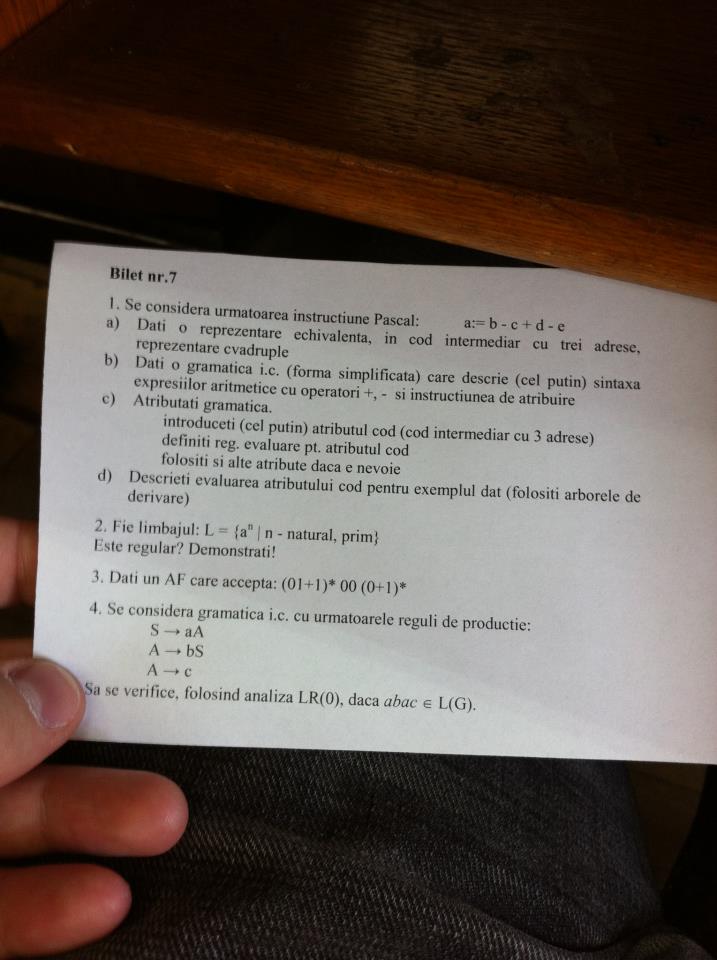 Bilet nr.7
1. Se considera urmatoarea instructiune Pascal: a:= b - c + d - e
a) Dati o reprezentare echivalenta, in cod intermediar cu trei adrese,
reprezentare cvadruple
b) Dati o gramatica i.c. (forma simplificata) care descrie (cel putin) sintaxa
expresiilor aritmetice cu operatori +, - si instructiunea de atribuire
c) Atributati gramatica.
introduceti (cel putin) atributul cod (cod intermediar cu 3 adrese)
definiti reg. evaluare pt. atributul cod
folositi si alte atribute daca e nevoie
d) Descrieti evaluarea atributului cod pentru exemplul dat (folositi arborele de
derivare)
2. Fie limbajul: L = {aⁿ | n - natural, prim}
Este regular? Demonstrati!
3. Dati un AF care accepta: (01+1)* 00 (0+1)*
4. Se considera gramatica i.c. cu urmatoarele reguli de productie:
S → aA
A → bS
A → c
Sa se verifice, folosind analiza LR(0), daca abac ∈ L(G).